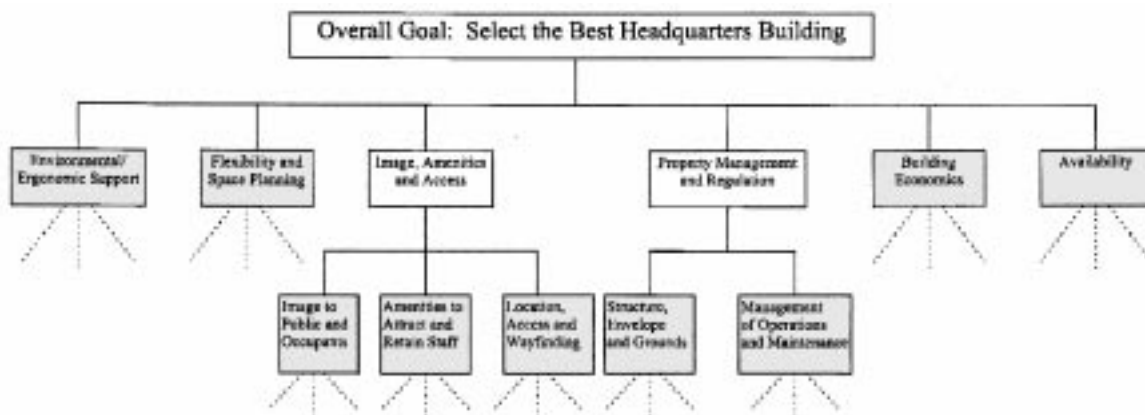 Overall Goal: Select the Best Headquarters Building
Environmental/
Ergonomic Support
Flexibility and
Space Planning
Image, Amenities
and Access
Property Management
and Regulation
Building
Economics
Availability
Image to
Public and
Occupants
Amenities to
Attract and
Retain Staff
Location,
Access and
Wayfinding
Structure,
Envelope
and Grounds
Management
of Operations
and Maintenance